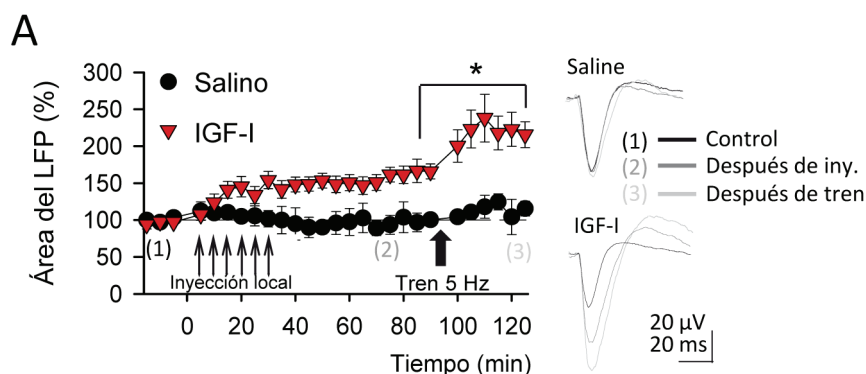 A
Área del LFP (%)
300
250
200
150
100
50
0
Salino
IGF-I
*
(1)
(2)
(3)
Inyección local
Tren 5 Hz
0 20 40 60 80 100 120
Tiempo (min)
Saline
(1) Control
(2) Después de iny.
(3) Después de tren
IGF-I
20 µV
20 ms